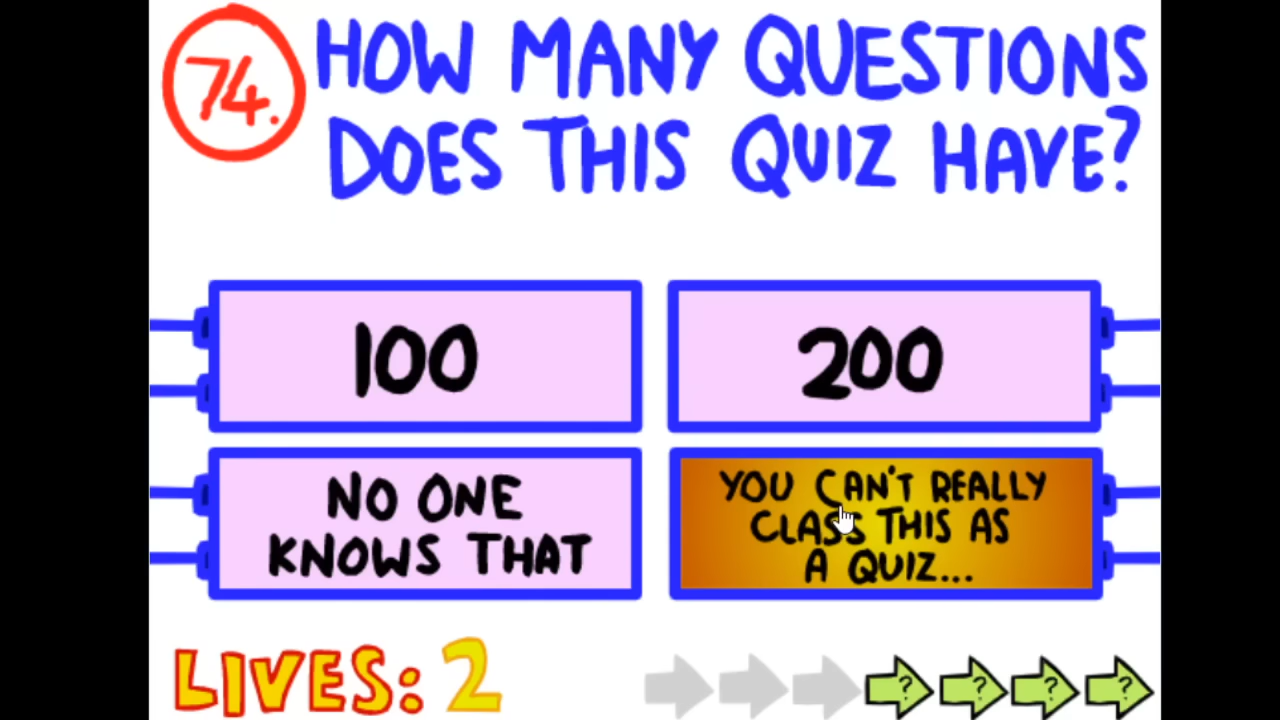 74. HOW MANY QUESTIONS
DOES THIS QUIZ HAVE?
100
200
NO ONE
KNOWS THAT
YOU CAN'T REALLY
CLASS THIS AS
A QUIZ...
LIVES: 2
? ? ? ?